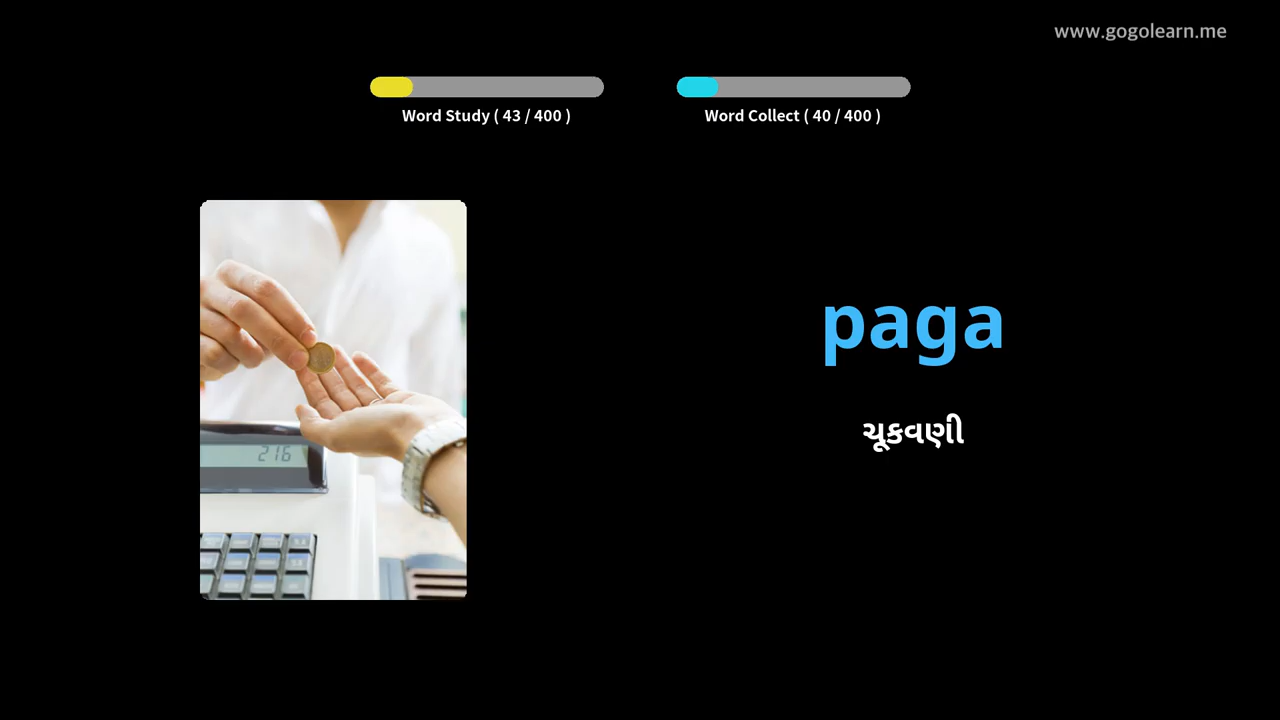 www.gogolearn.me
Word Study ( 43 / 400 )
Word Collect ( 40 / 400 )
216
paga
ચૂકવણી